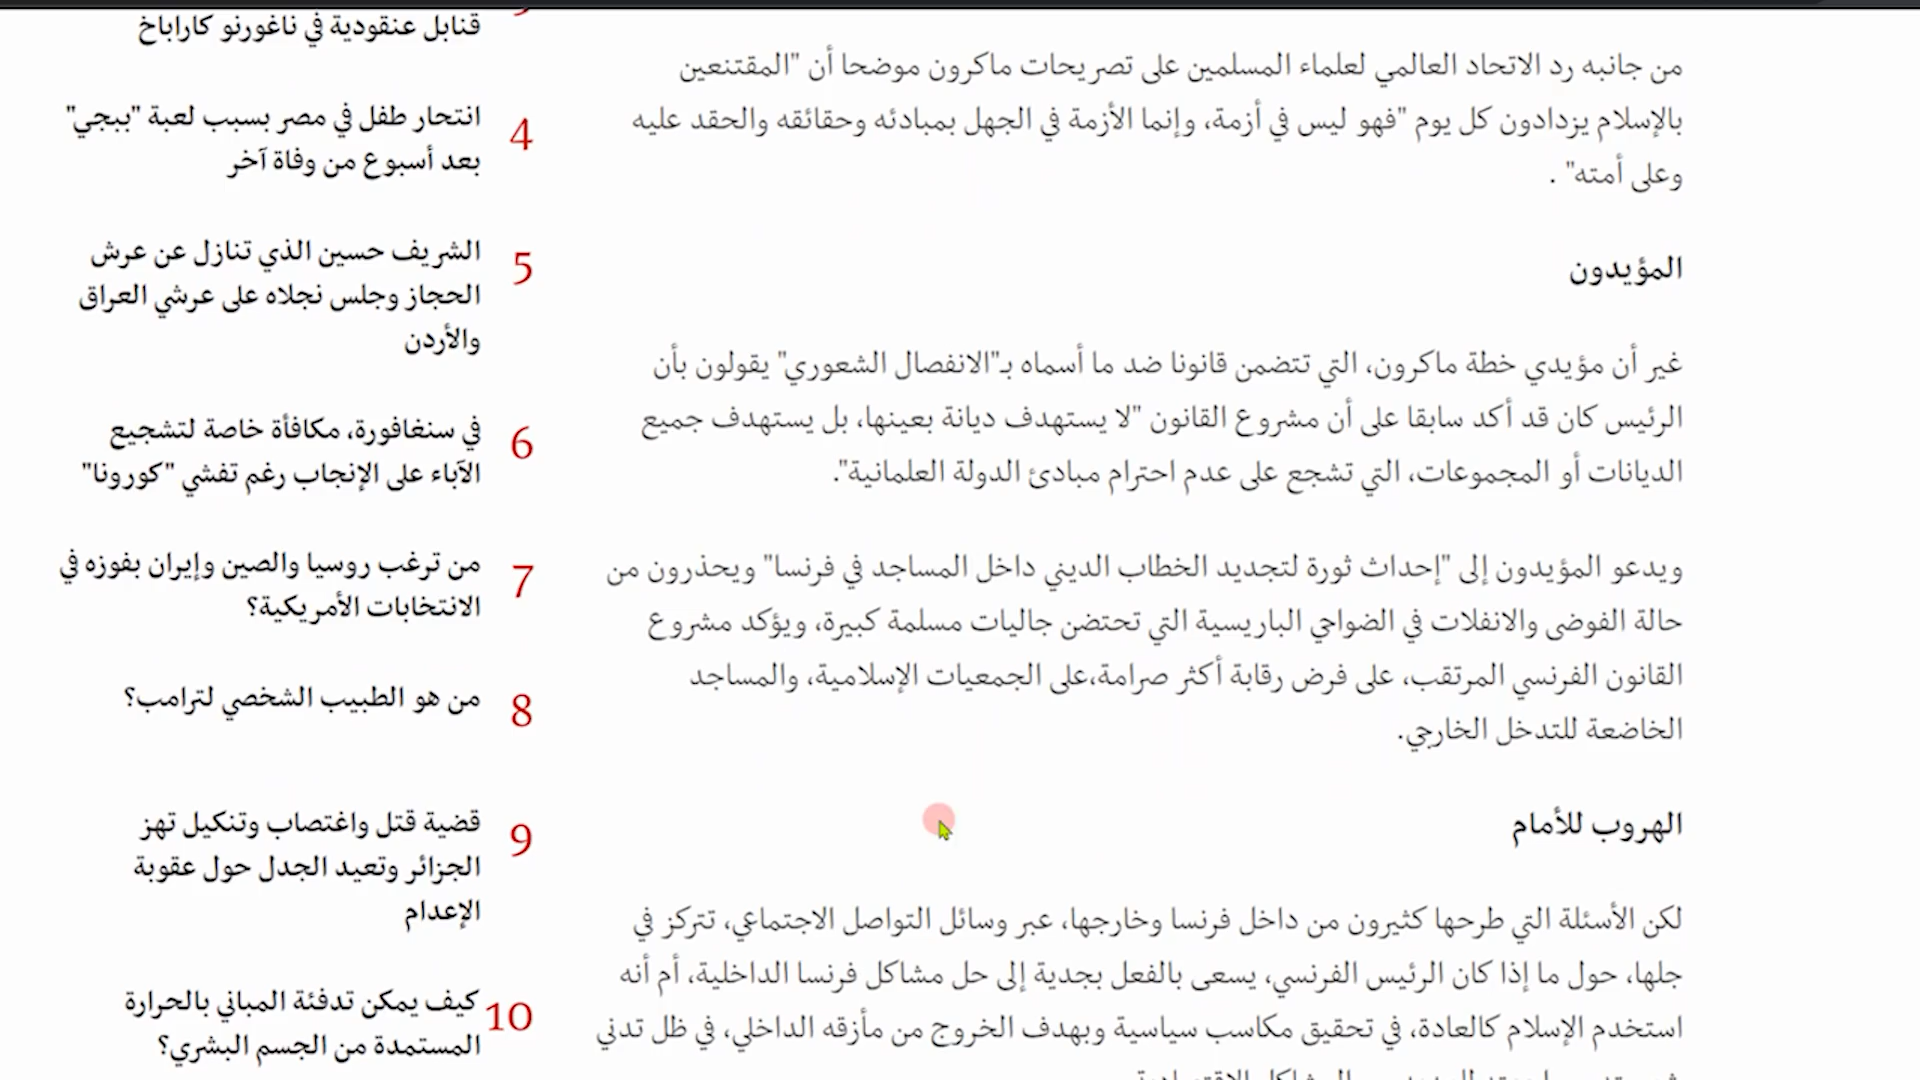 من جانبه رد الاتحاد العالمي لعلماء المسلمين على تصريحات ماكرون موضحا أن "المقتنعين
بالإسلام يزدادون كل يوم "فهو ليس في أزمة، وإنما الأزمة في الجهل بمبادئه وحقائقه والحقد عليه
وعلى أمته" .
المؤيدون
غير أن مؤيدي خطة ماكرون، التي تتضمن قانونا ضد ما أسماه بـ"الانفصال الشعوري" يقولون بأن
الرئيس كان قد أكد سابقا على أن مشروع القانون "لا يستهدف ديانة بعينها، بل يستهدف جميع
الديانات أو المجموعات، التي تشجع على عدم احترام مبادئ الدولة العلمانية".
ويدعو المؤيدون إلى "إحداث ثورة لتجديد الخطاب الديني داخل المساجد في فرنسا" ويحذرون من
حالة الفوضى والانفلات في الضواحي الباريسية التي تحتضن جاليات مسلمة كبيرة، ويؤكد مشروع
القانون الفرنسي المرتقب، على فرض رقابة أكثر صرامة،على الجمعيات الإسلامية، والمساجد
الخاضعة للتدخل الخارجي.
الهروب للأمام
لكن الأسئلة التي طرحها كثيرون من داخل فرنسا وخارجها، عبر وسائل التواصل الاجتماعي، تتركز في
جلها، حول ما إذا كان الرئيس الفرنسي، يسعى بالفعل بجدية إلى حل مشاكل فرنسا الداخلية، أم أنه
استخدم الإسلام كالعادة، في تحقيق مكاسب سياسية وبهدف الخروج من مأزقه الداخلي، في ظل تدني
قنابل عنقودية في ناغورنو كاراباخ
4
انتحار طفل في مصر بسبب لعبة "ببجي"
بعد أسبوع من وفاة آخر
5
الشريف حسين الذي تنازل عن عرش
الحجاز وجلس نجلاه على عرشي العراق
والأردن
6
في سنغافورة، مكافأة خاصة لتشجيع
الآباء على الإنجاب رغم تفشي "كورونا"
7
من ترغب روسيا والصين وإيران بفوزه في
الانتخابات الأمريكية؟
8
من هو الطبيب الشخصي لترامب؟
9
قضية قتل واغتصاب وتنكيل تهز
الجزائر وتعيد الجدل حول عقوبة
الإعدام
10
كيف يمكن تدفئة المباني بالحرارة
المستمدة من الجسم البشري؟